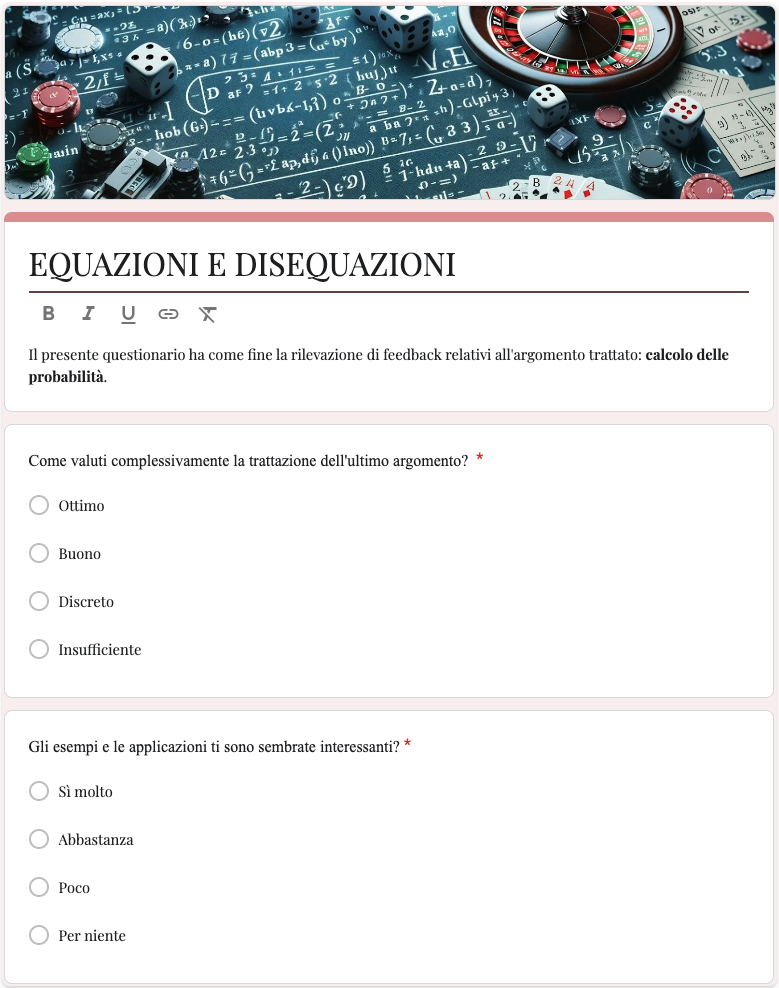 EQUAZIONI E DISEQUAZIONI
B I U
Il presente questionario ha come fine la rilevazione di feedback relativi all'argomento trattato: calcolo delle
probabilità.
Come valuti complessivamente la trattazione dell'ultimo argomento? *
Ottimo
Buono
Discreto
Insufficiente
Gli esempi e le applicazioni ti sono sembrate interessanti? *
Sì molto
Abbastanza
Poco
Per niente